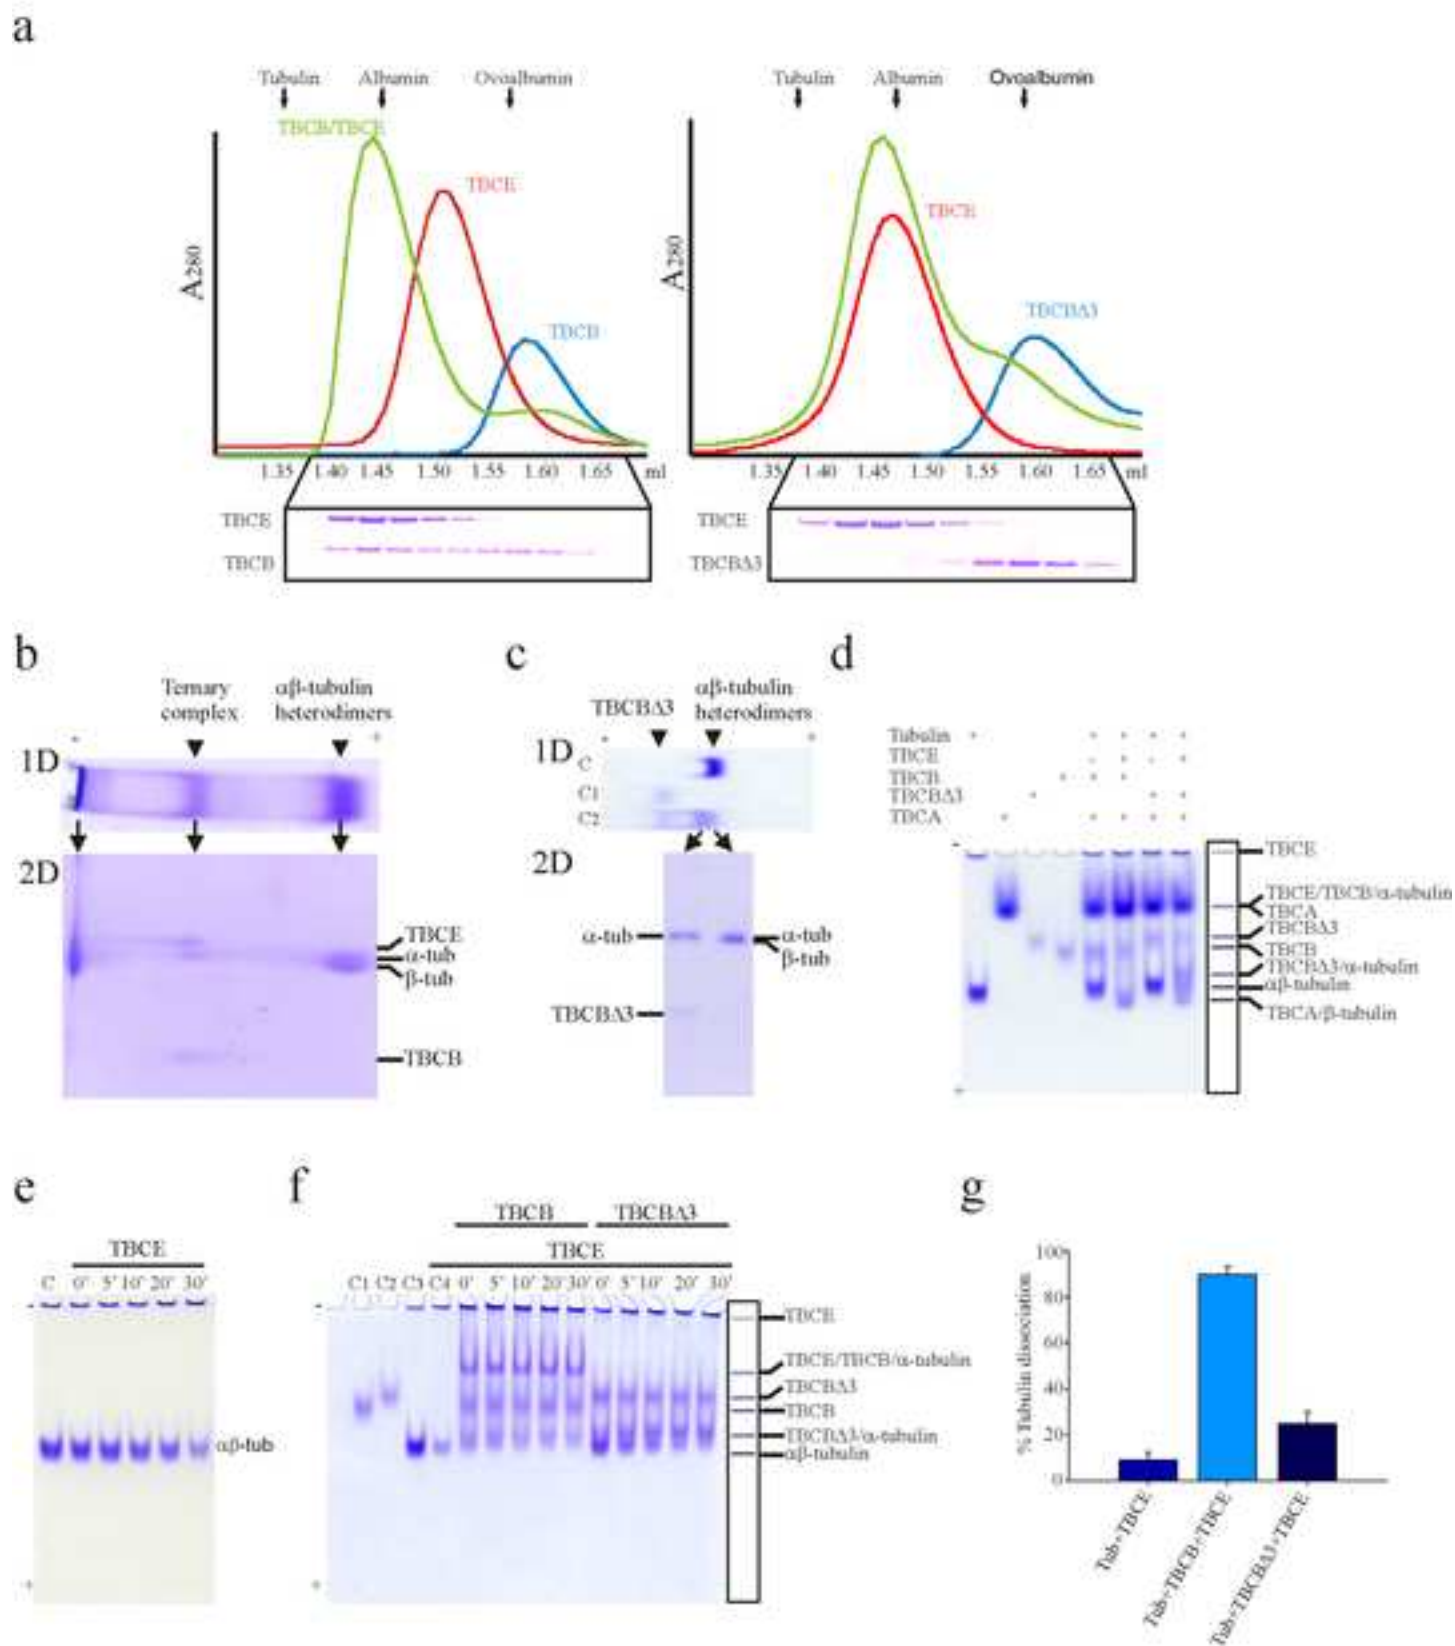 a
Tubulin Albumin Ovoalbumin
TBCB/TBCE
TBCE
TBCB
A280
1.35 1.40 1.45 1.50 1.55 1.60 1.65 ml
TBCE
TBCB
Tubulin Albumin Ovoalbumin
TBCE
TBCBΔ3
A280
1.35 1.40 1.45 1.50 1.55 1.60 1.65 ml
TBCE
TBCBΔ3
b
Ternary complex
αβ-tubulin heterodimers
1D
2D
TBCE
α-tub
β-tub
TBCB
c
TBCBΔ3
αβ-tubulin heterodimers
1D
C
C1
C2
2D
α-tub
α-tub
β-tub
TBCBΔ3
d
Tubulin
TBCE
TBCB
TBCBΔ3
TBCA
TBCE
TBCE/TBCB/α-tubulin
TBCA
TBCBΔ3
TBCB
TBCBΔ3/α-tubulin
αβ-tubulin
TBCA/β-tubulin
e
TBCE
C 0' 5' 10' 20' 30'
αβ-tub
f
TBCB TBCBΔ3
TBCE
C1 C2 C3 C4 0' 5' 10' 20' 30' 0' 5' 10' 20' 30'
TBCE
TBCE/TBCB/α-tubulin
TBCBΔ3
TBCB
TBCBΔ3/α-tubulin
αβ-tubulin
g
% Tubulin dissociation
100
80
60
40
20
0
Tub+TBCE
Tub+TBCB+TBCE
Tub+TBCBΔ3+TBCE